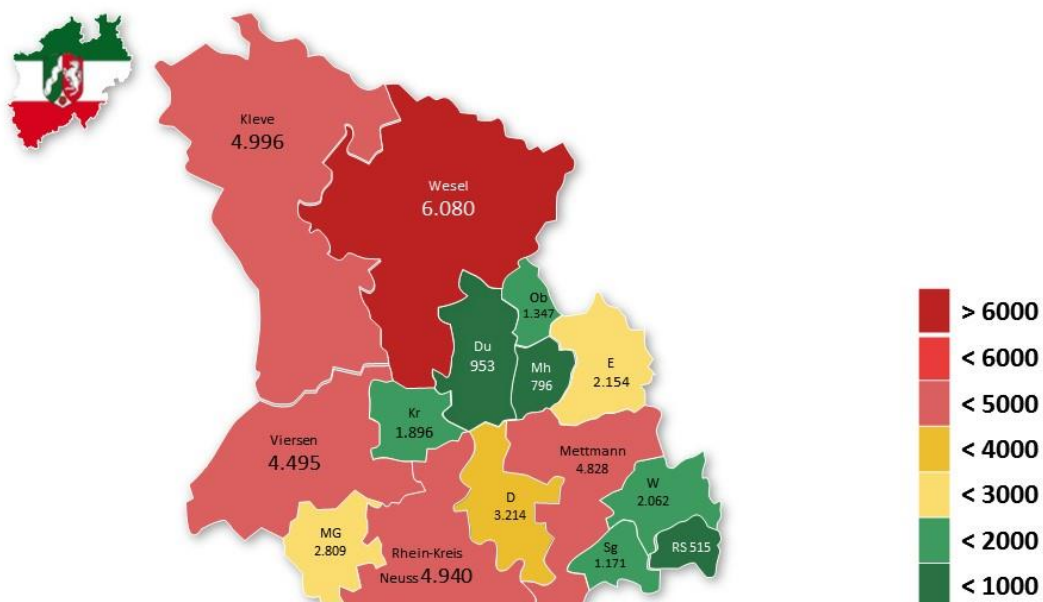 Kleve
4.996
Wesel
6.080
Ob
1.347
Du
953
Mh
796
E
2.154
Kr
1.896
Viersen
4.495
Mettmann
4.828
D
3.214
W
2.062
MG
2.809
Rhein-Kreis
Neuss 4.940
Sg
1.171
RS 515
> 6000
< 6000
< 5000
< 4000
< 3000
< 2000
< 1000